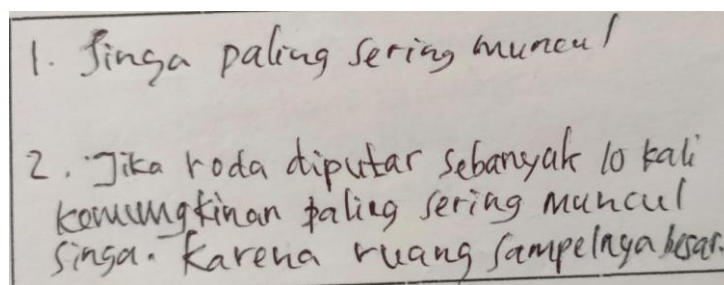 1. Singa paling sering muncul
2. Jika roda diputar sebanyak 10 kali
komungkinan paling sering muncul
singa. Karena ruang sampelnya besar.